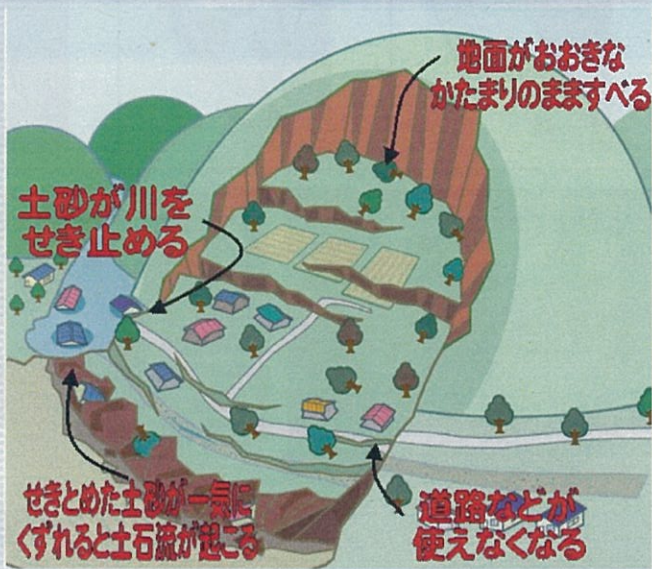 地面がおおきな
かたまりのまますべる
土砂が川を
せき止める
せきとめた土砂が一気に
くずれると土石流が起こる
道路などが
使えなくなる